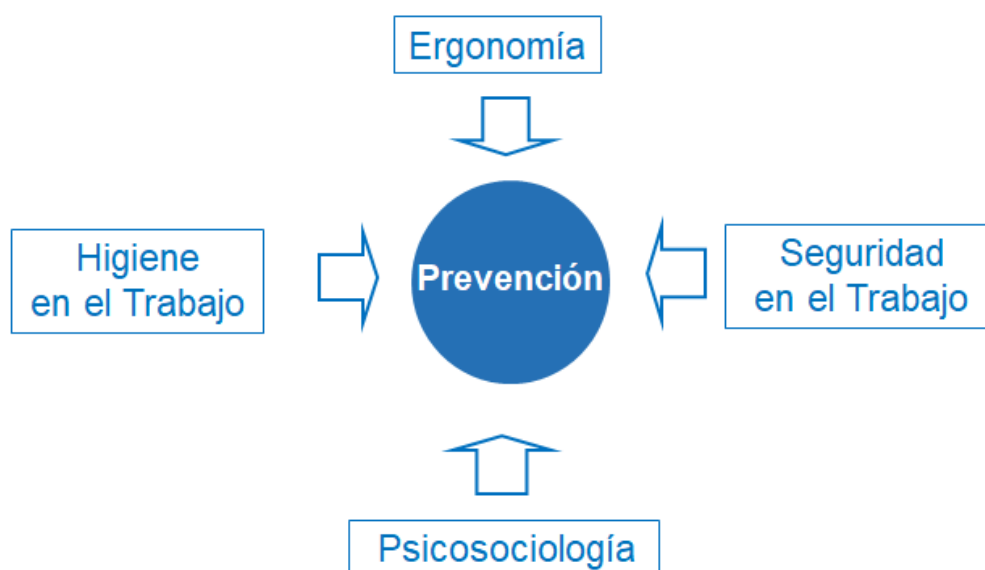 Ergonomía
Higiene
en el Trabajo
Prevención
Seguridad
en el Trabajo
Psicosociología